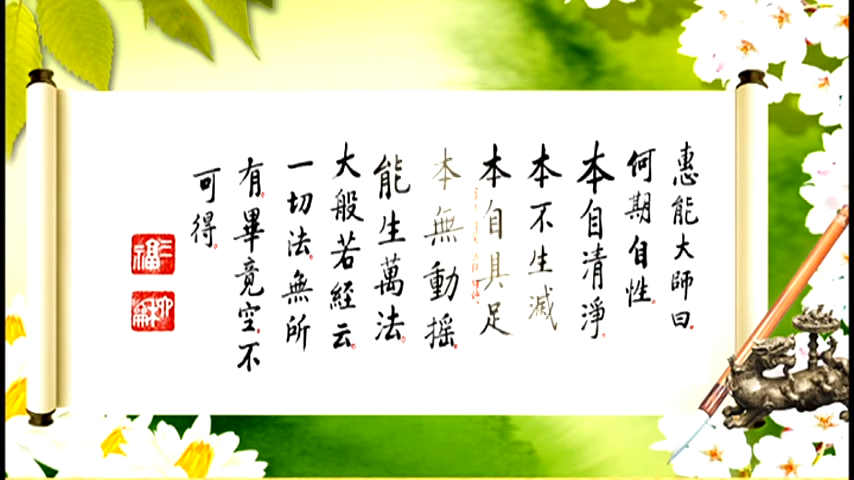 惠能大師曰
何期自性
本自清淨
本不生滅
本自具足
本無動搖
能生萬法
大般若經云
一切法無所
有畢竟空不
可得